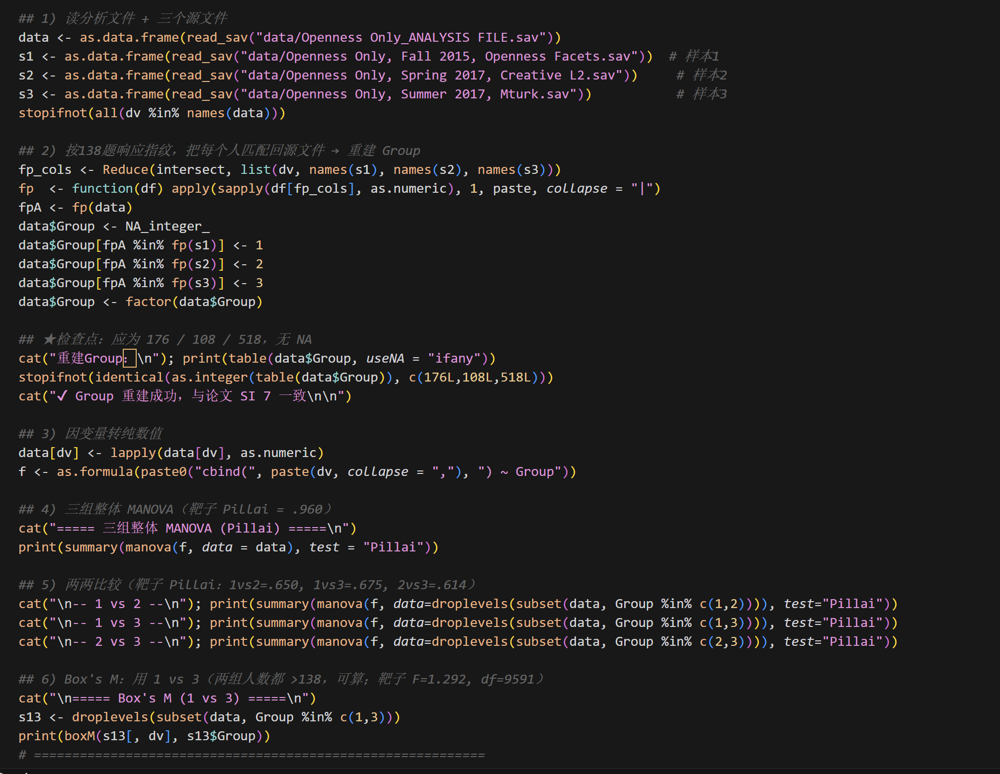 ## 1) 读分析文件 + 三个源文件
data <- as.data.frame(read_sav("data/Openness Only_ANALYSIS FILE.sav"))
s1 <- as.data.frame(read_sav("data/Openness Only, Fall 2015, Openness Facets.sav"))  # 样本1
s2 <- as.data.frame(read_sav("data/Openness Only, Spring 2017, Creative L2.sav"))     # 样本2
s3 <- as.data.frame(read_sav("data/Openness Only, Summer 2017, Mturk.sav"))           # 样本3
stopifnot(all(dv %in% names(data)))
## 2) 按138题响应指纹，把每个人匹配回源文件 → 重建 Group
fp_cols <- Reduce(intersect, list(dv, names(s1), names(s2), names(s3)))
fp  <- function(df) apply(sapply(df[fp_cols], as.numeric), 1, paste, collapse = "|")
fpA <- fp(data)
data$Group <- NA_integer_
data$Group[fpA %in% fp(s1)] <- 1
data$Group[fpA %in% fp(s2)] <- 2
data$Group[fpA %in% fp(s3)] <- 3
data$Group <- factor(data$Group)
## ★检查点：应为 176 / 108 / 518，无 NA
cat("重建Group：\n"); print(table(data$Group, useNA = "ifany"))
stopifnot(identical(as.integer(table(data$Group)), c(176L,108L,518L)))
cat("✓ Group 重建成功，与论文 SI 7 一致\n\n")
## 3) 因变量转纯数值
data[dv] <- lapply(data[dv], as.numeric)
f <- as.formula(paste0("cbind(", paste(dv, collapse = ","), ") ~ Group"))
## 4) 三组整体 MANOVA（靶子 Pillai = .960）
cat("===== 三组整体 MANOVA (Pillai) =====\n")
print(summary(manova(f, data = data), test = "Pillai"))
## 5) 两两比较（靶子 Pillai：1vs2=.650, 1vs3=.675, 2vs3=.614）
cat("\n-- 1 vs 2 --\n"); print(summary(manova(f, data=droplevels(subset(data, Group %in% c(1,2)))), test="Pillai"))
cat("\n-- 1 vs 3 --\n"); print(summary(manova(f, data=droplevels(subset(data, Group %in% c(1,3)))), test="Pillai"))
cat("\n-- 2 vs 3 --\n"); print(summary(manova(f, data=droplevels(subset(data, Group %in% c(2,3)))), test="Pillai"))
## 6) Box's M：用 1 vs 3（两组人数都 >138，可算；靶子 F=1.292, df=9591）
cat("\n===== Box's M (1 vs 3) =====\n")
s13 <- droplevels(subset(data, Group %in% c(1,3)))
print(boxM(s13[, dv], s13$Group))
# ===========================================================